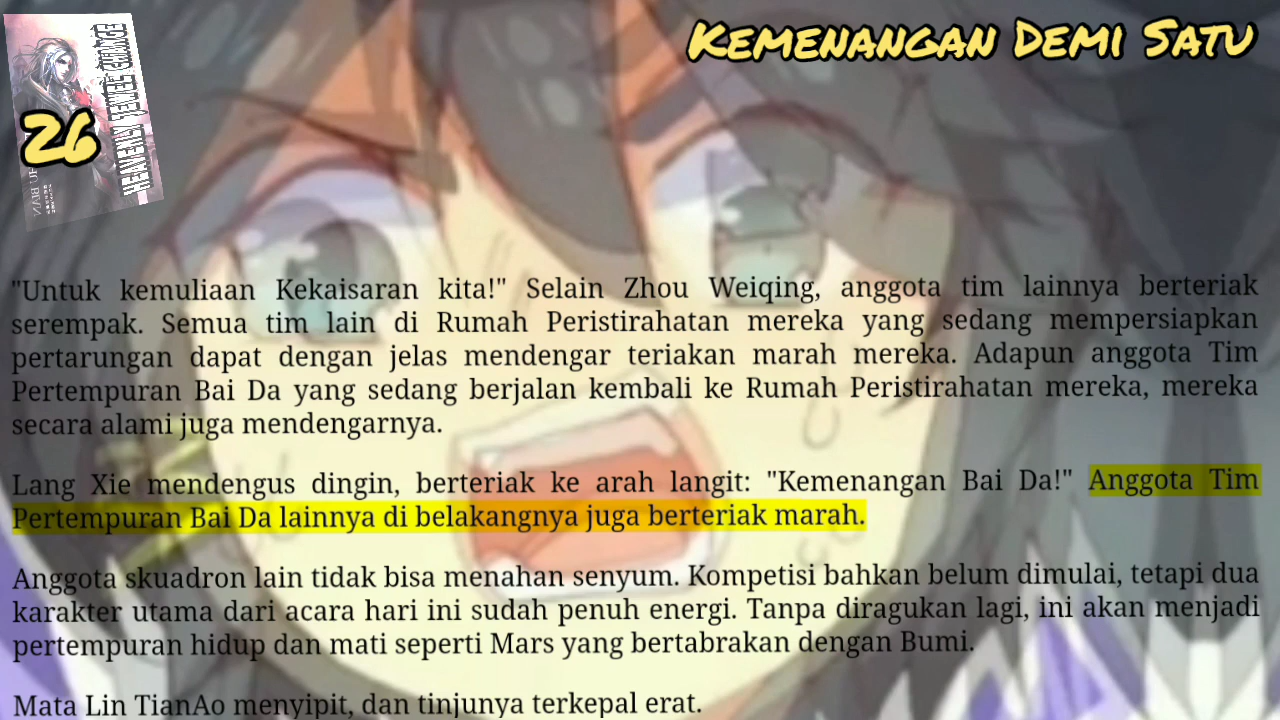 Kemenangan Demi Satu
26
HEAVENLY JEWEL CHANGE
"Untuk kemuliaan Kekaisaran kita!" Selain Zhou Weiqing, anggota tim lainnya berteriak
serempak. Semua tim lain di Rumah Peristirahatan mereka yang sedang mempersiapkan
pertarungan dapat dengan jelas mendengar teriakan marah mereka. Adapun anggota Tim
Pertempuran Bai Da yang sedang berjalan kembali ke Rumah Peristirahatan mereka, mereka
secara alami juga mendengarnya.
Lang Xie mendengus dingin, berteriak ke arah langit: "Kemenangan Bai Da!" Anggota Tim
Pertempuran Bai Da lainnya di belakangnya juga berteriak marah.
Anggota skuadron lain tidak bisa menahan senyum. Kompetisi bahkan belum dimulai, tetapi dua
karakter utama dari acara hari ini sudah penuh energi. Tanpa diragukan lagi, ini akan menjadi
pertempuran hidup dan mati seperti Mars yang bertabrakan dengan Bumi.
Mata Lin TianAo menyipit, dan tinjunya terkepal erat.